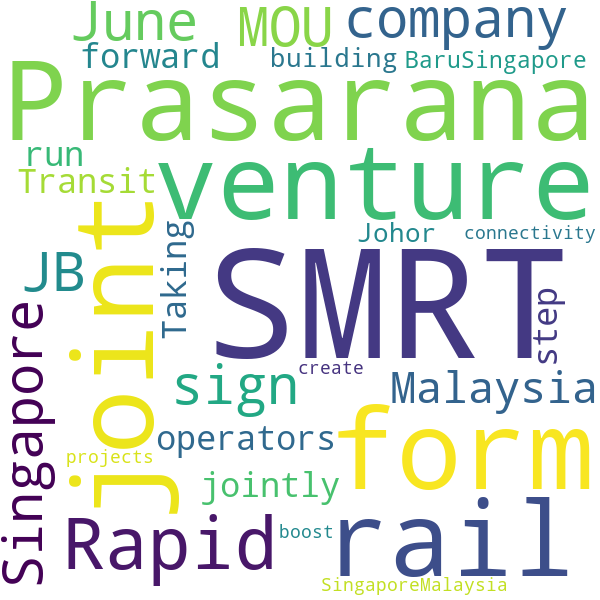 June
MOU
company
forward
building
BaruSingapore
Prasarana
run
venture
Transit
joint
Taking
Johor
connectivity
JB
SMRT
step
Singapore
create
sign
Malaysia
form
operators
projects
jointly
Rapid
rail
boost
SingaporeMalaysia